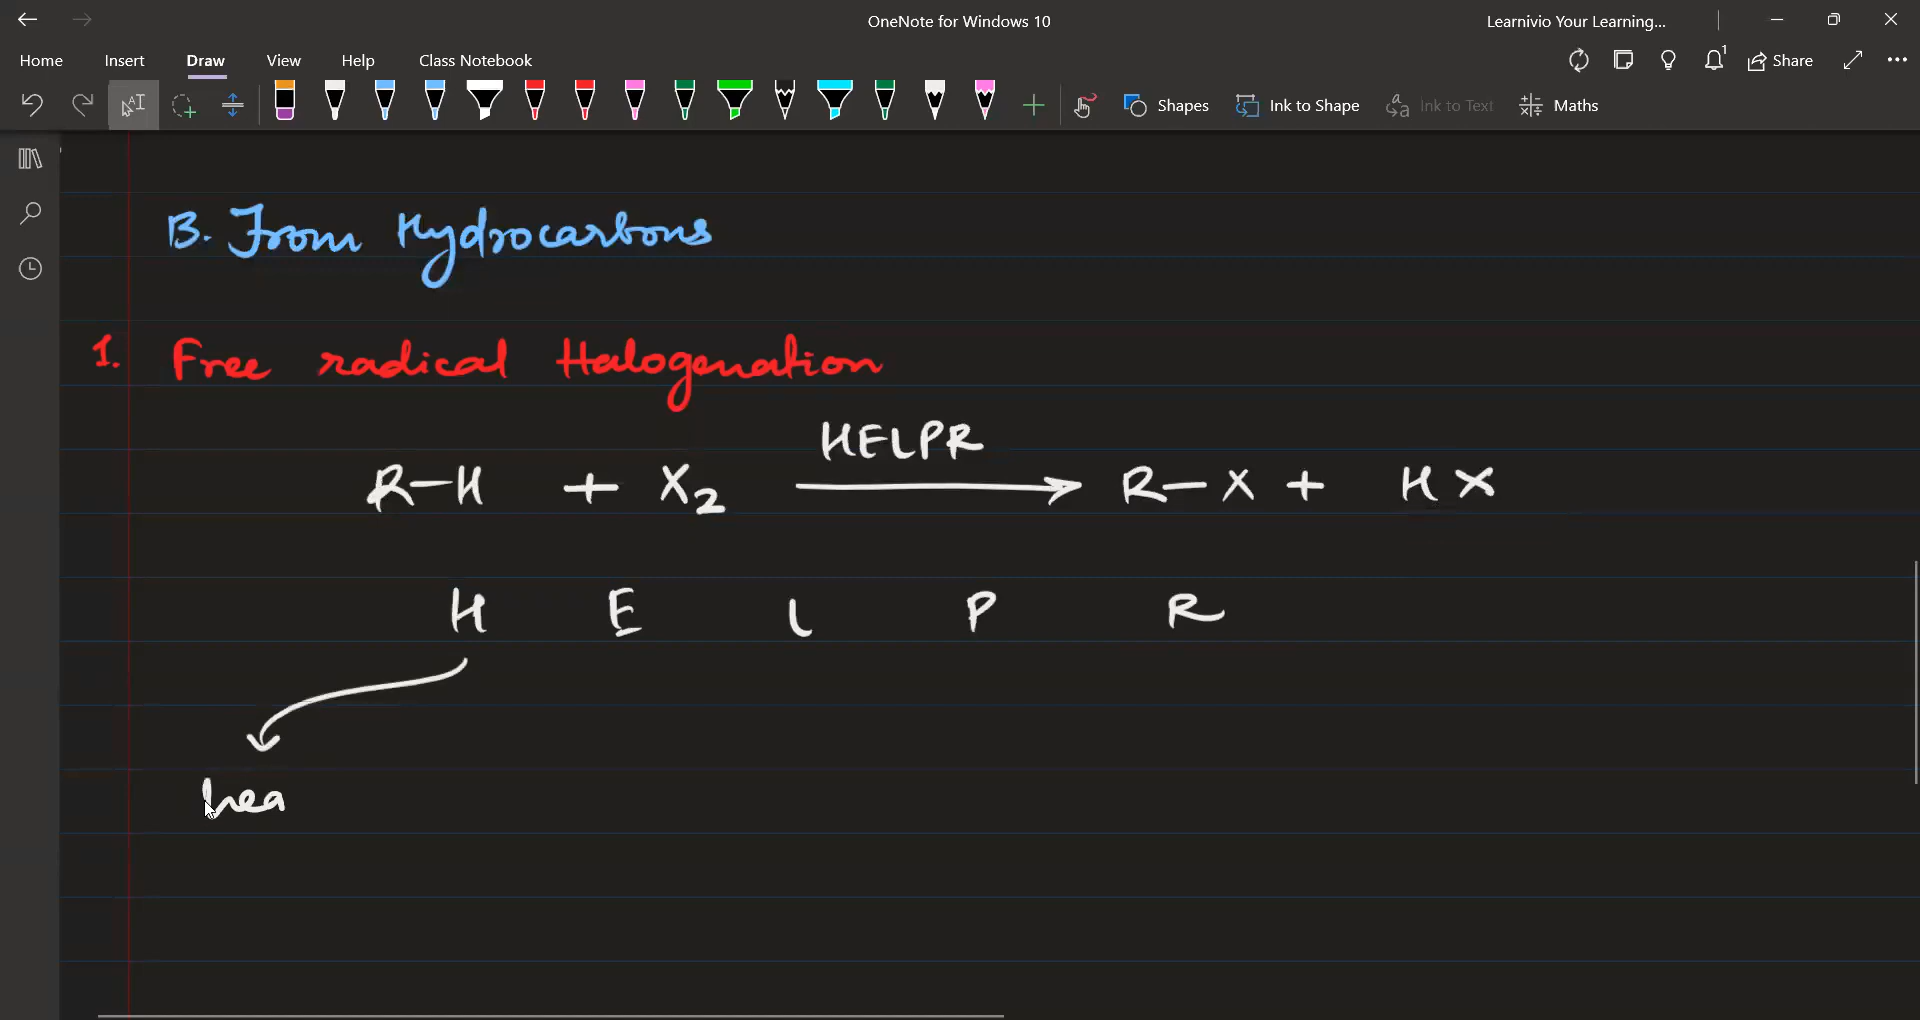 OneNote for Windows 10
Learnivio Your Learning...
Home Insert Draw View Help Class Notebook
1 Share
Shapes Ink to Shape Ink to Text Maths
B. From Hydrocarbons
1. Free radical Halogenation
HELPR
R-H + X2 → R-X + HX
H E L P R
hea